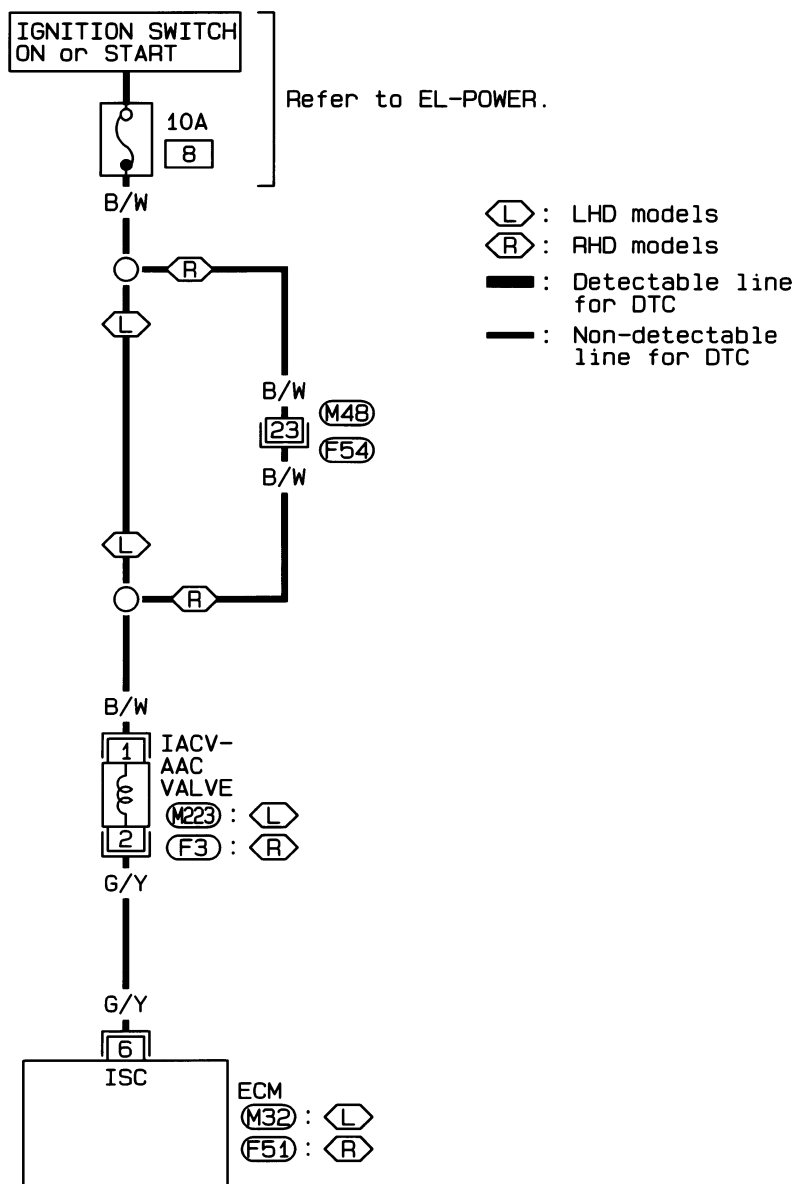 IGNITION SWITCH
ON or START
Refer to EL-POWER.
10A
8
B/W
L : LHD models
R : RHD models
: Detectable line
for DTC
: Non-detectable
line for DTC
R
L
B/W
23
M48
F54
B/W
L
R
B/W
1
IACV-
AAC
VALVE
M223 : L
2
F3 : R
G/Y
G/Y
6
ISC
ECM
M32 : L
F51 : R